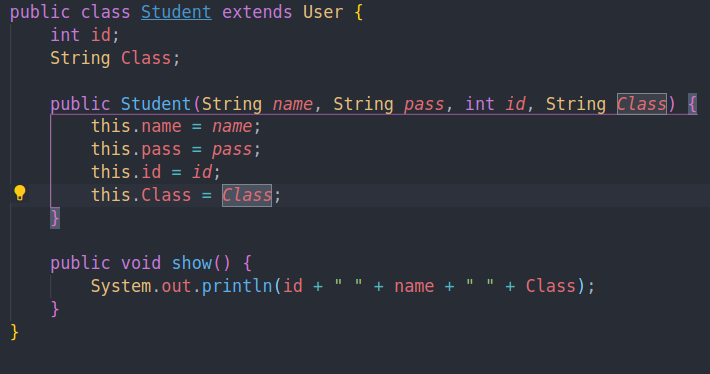 public class Student extends User {
    int id;
    String Class;

    public Student(String name, String pass, int id, String Class) {
        this.name = name;
        this.pass = pass;
        this.id = id;
        this.Class = Class;
    }

    public void show() {
        System.out.println(id + " " + name + " " + Class);
    }
}